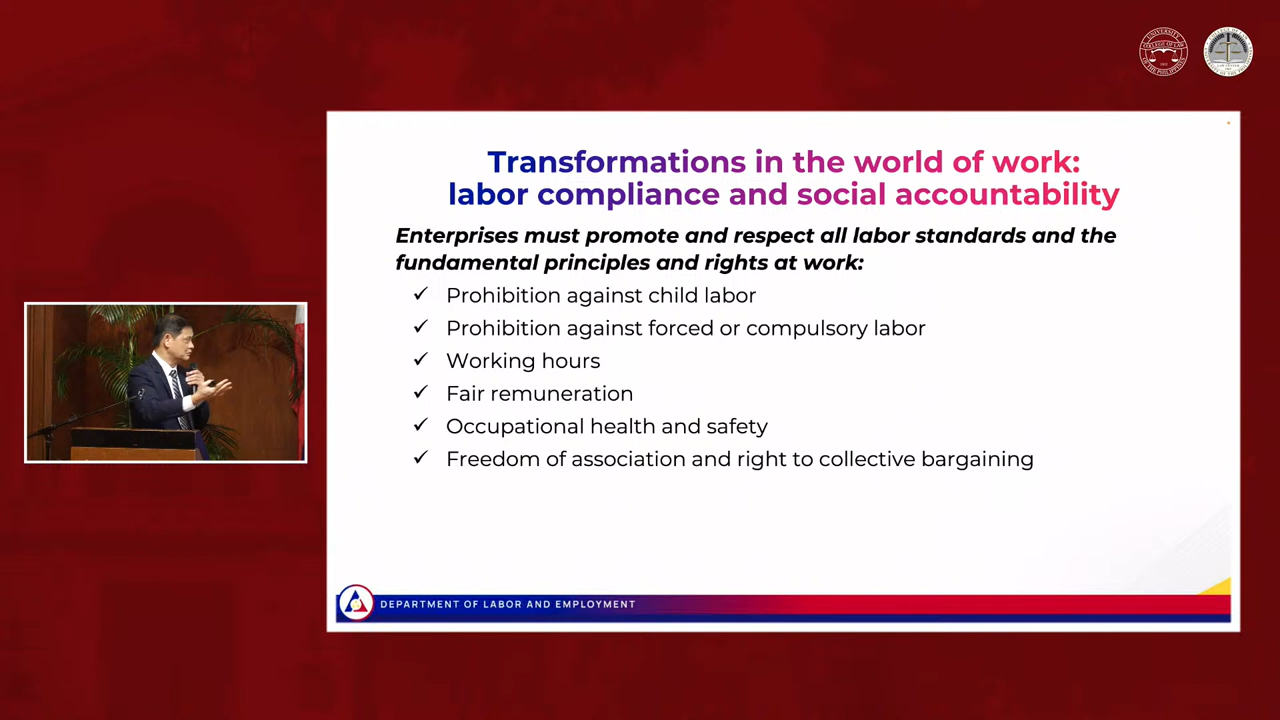 Transformations in the world of work:
labor compliance and social accountability
Enterprises must promote and respect all labor standards and the
fundamental principles and rights at work:
✓ Prohibition against child labor
✓ Prohibition against forced or compulsory labor
✓ Working hours
✓ Fair remuneration
✓ Occupational health and safety
✓ Freedom of association and right to collective bargaining
DEPARTMENT OF LABOR AND EMPLOYMENT